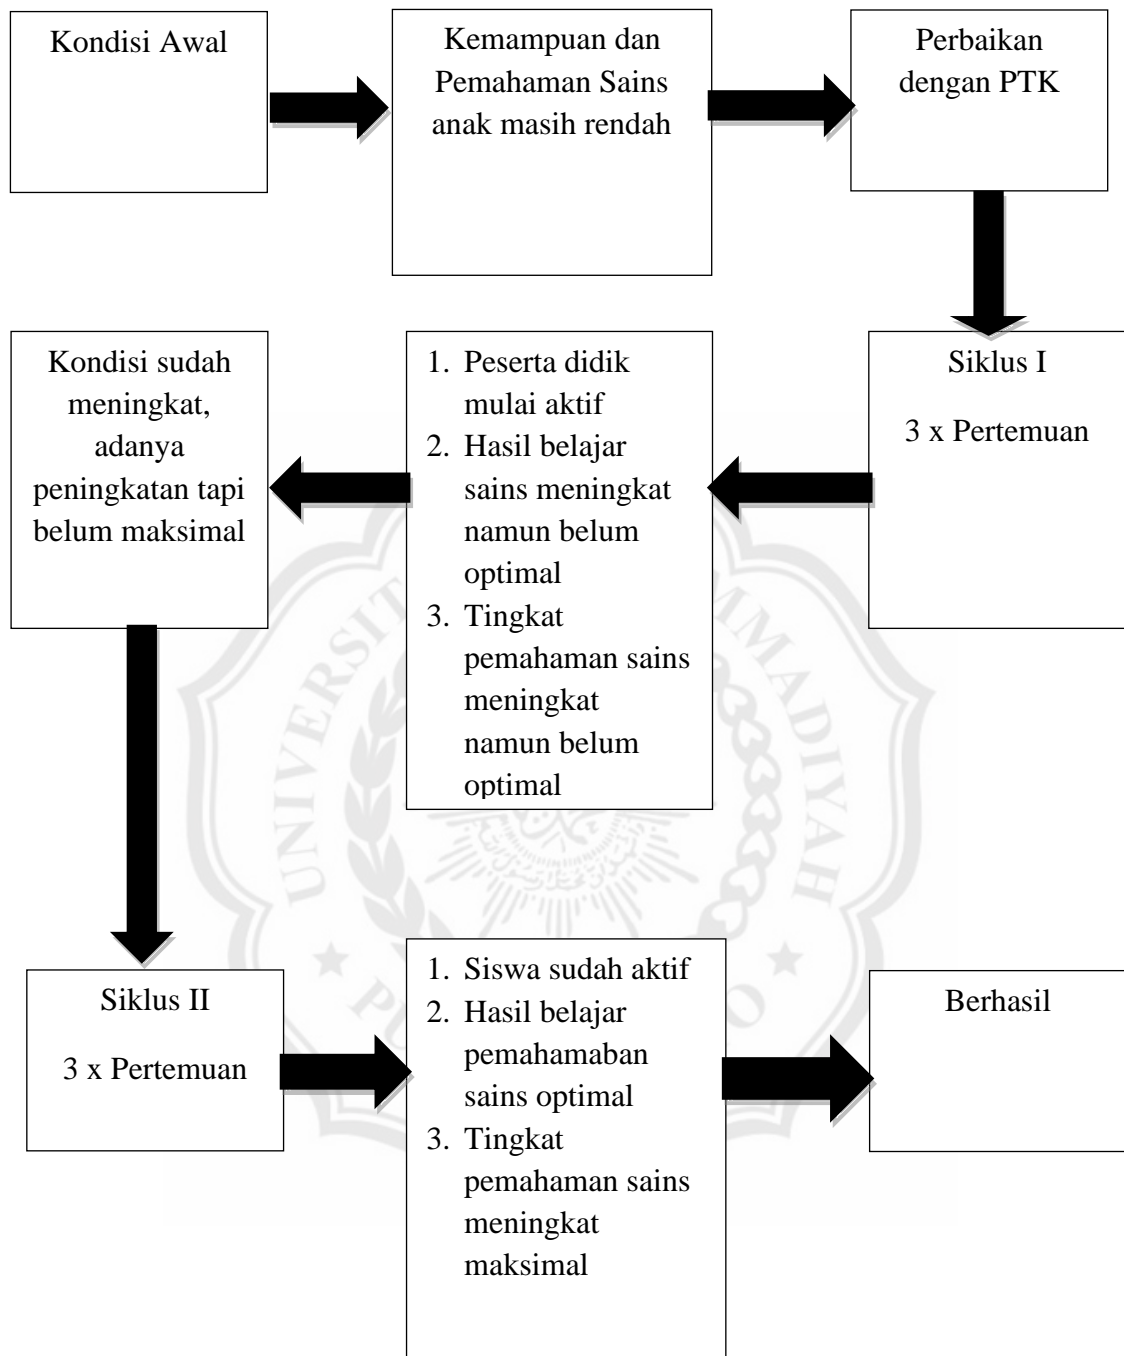 Kondisi Awal
Kemampuan dan
Pemahaman Sains
anak masih rendah
Perbaikan
dengan PTK
Siklus I
3 x Pertemuan
1. Peserta didik
mulai aktif
2. Hasil belajar
sains meningkat
namun belum
optimal
3. Tingkat
pemahaman sains
meningkat
namun belum
optimal
Kondisi sudah
meningkat,
adanya
peningkatan tapi
belum maksimal
Siklus II
3 x Pertemuan
1. Siswa sudah aktif
2. Hasil belajar
pemahamaban
sains optimal
3. Tingkat
pemahaman sains
meningkat
maksimal
Berhasil